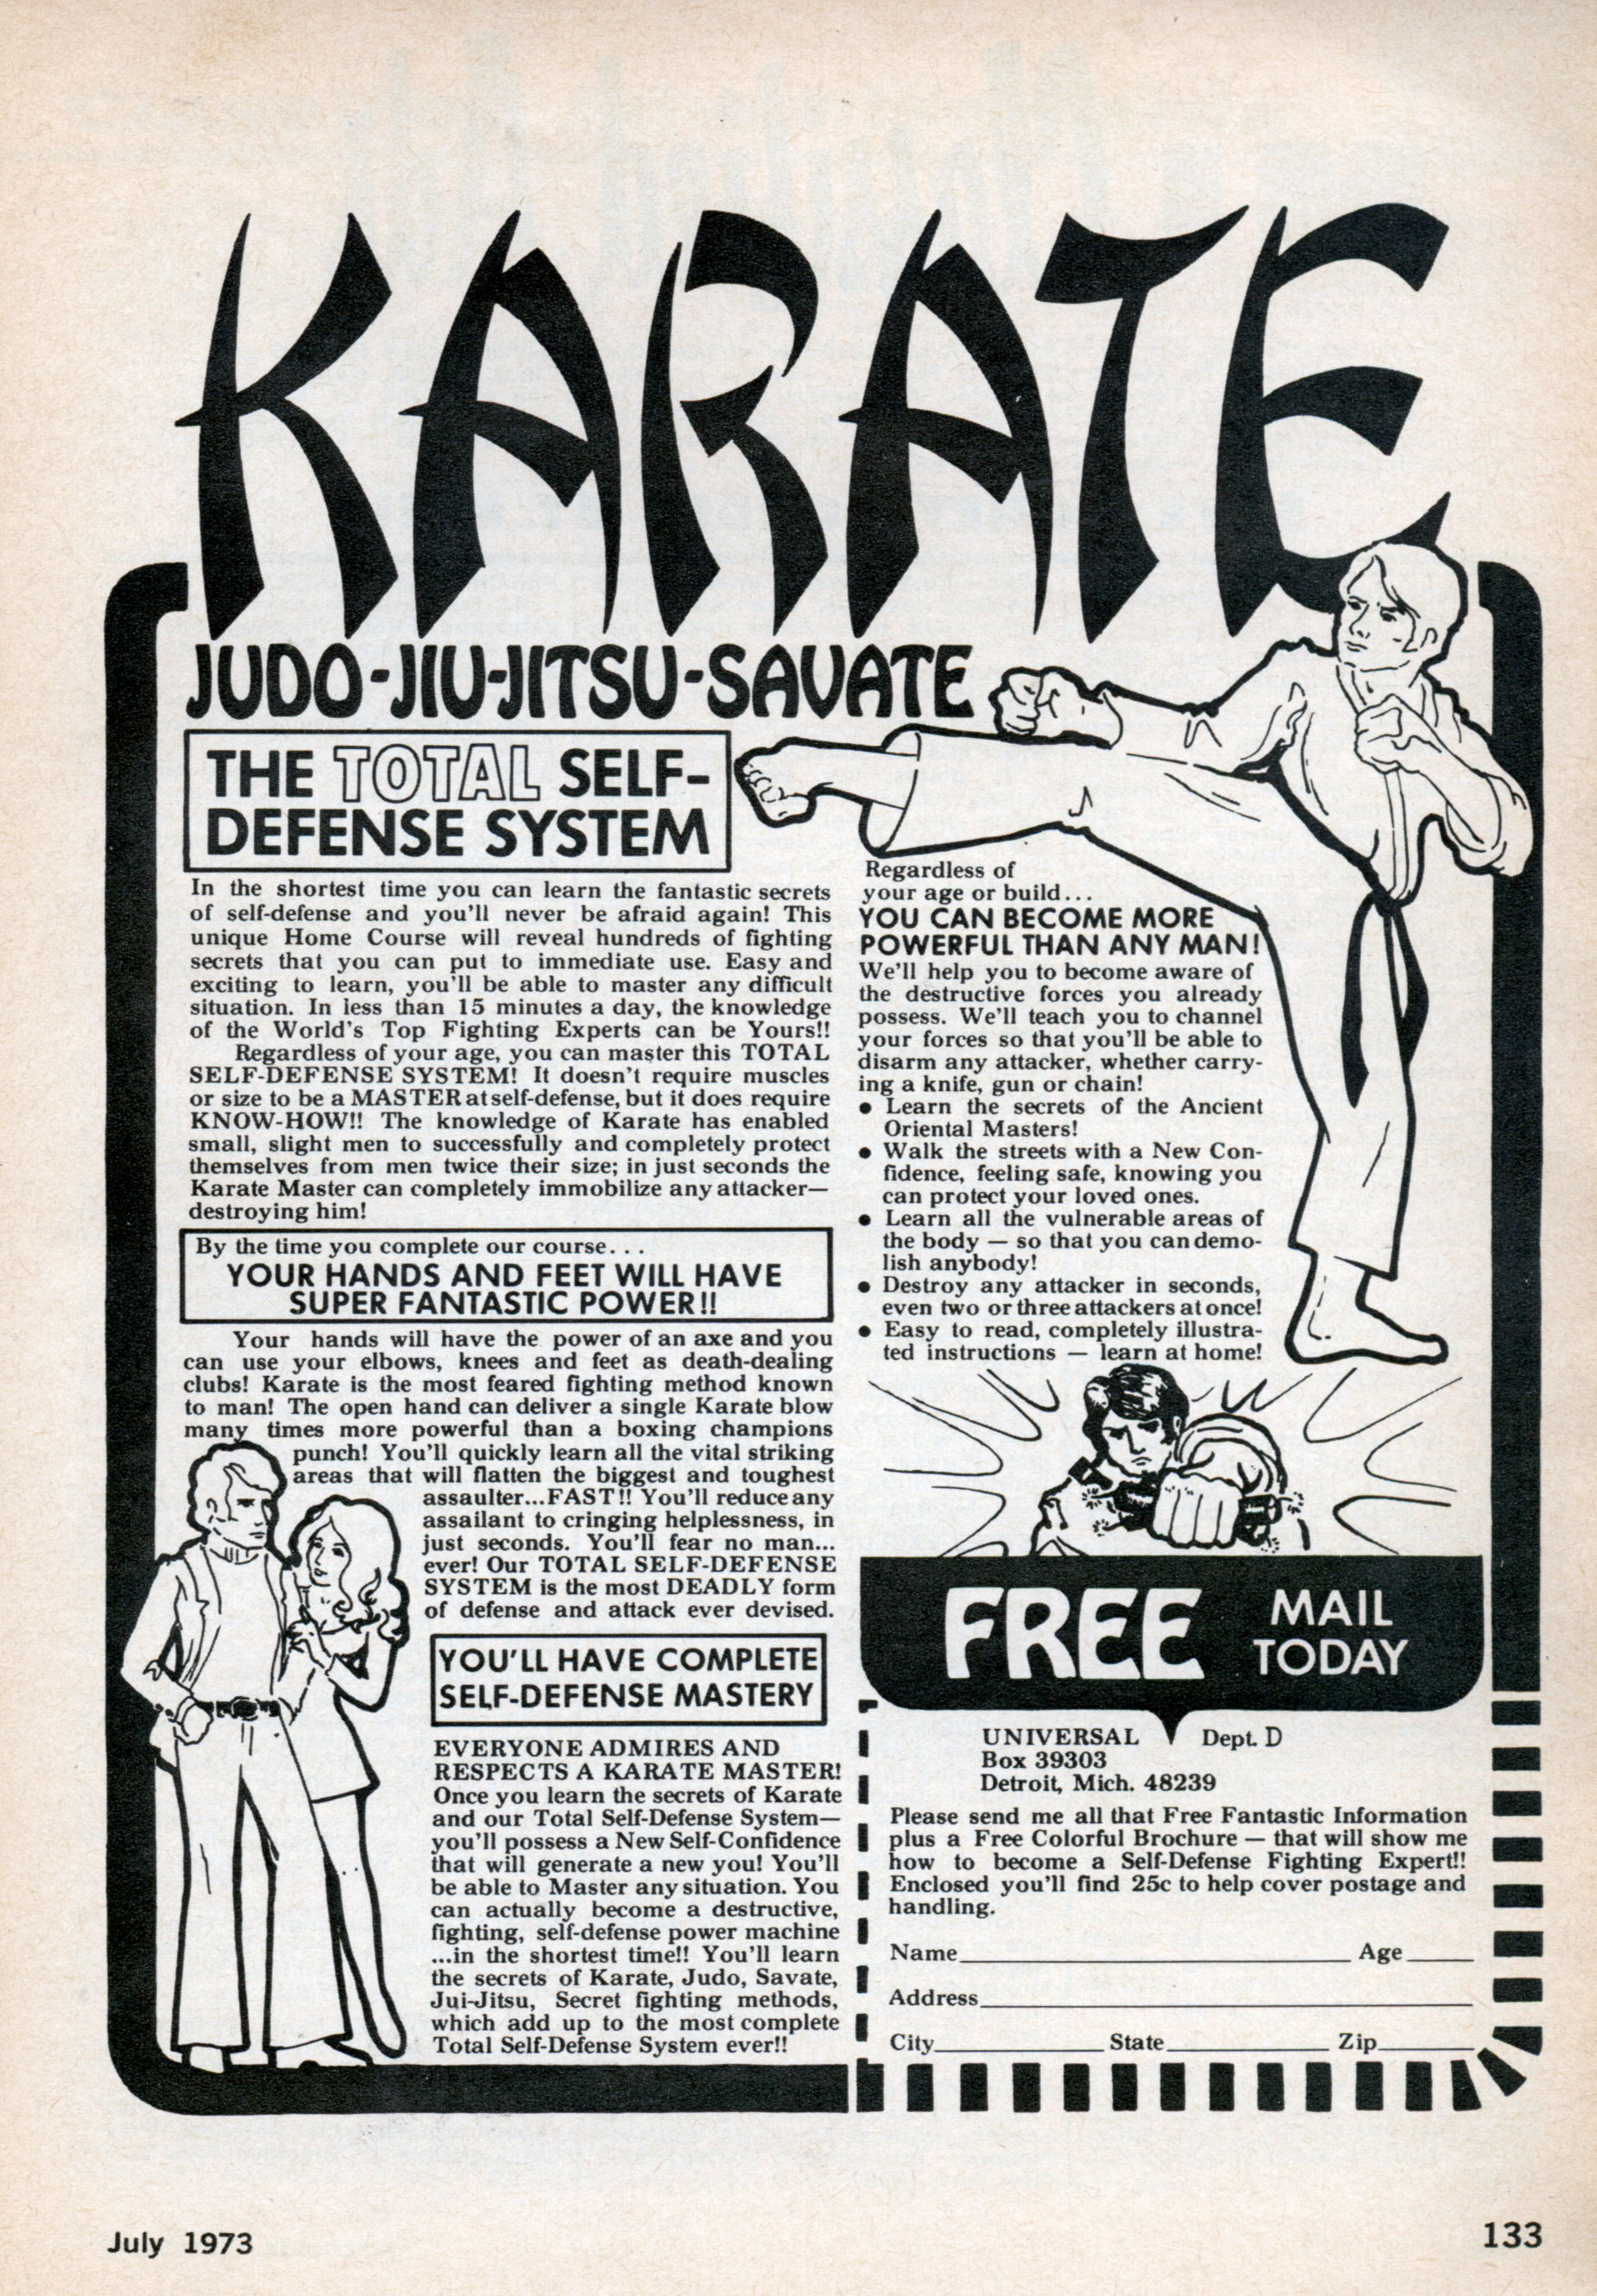 KARATE
JUDO-JIU-JITSU-SAVATE
THE TOTAL SELF-
DEFENSE SYSTEM
In the shortest time you can learn the fantastic secrets
of self-defense and you'll never be afraid again! This
unique Home Course will reveal hundreds of fighting
secrets that you can put to immediate use. Easy and
exciting to learn, you'll be able to master any difficult
situation. In less than 15 minutes a day, the knowledge
of the World's Top Fighting Experts can be Yours!!
Regardless of your age, you can master this TOTAL
SELF-DEFENSE SYSTEM! It doesn't require muscles
or size to be a MASTER at self-defense, but it does require
KNOW-HOW!! The knowledge of Karate has enabled
small, slight men to successfully and completely protect
themselves from men twice their size; in just seconds the
Karate Master can completely immobilize any attacker—
destroying him!
By the time you complete our course...
YOUR HANDS AND FEET WILL HAVE
SUPER FANTASTIC POWER!!
Your hands will have the power of an axe and you
can use your elbows, knees and feet as death-dealing
clubs! Karate is the most feared fighting method known
to man! The open hand can deliver a single Karate blow
many times more powerful than a boxing champions
punch! You'll quickly learn all the vital striking
areas that will flatten the biggest and toughest
assaulter...FAST!! You'll reduce any
assailant to cringing helplessness, in
just seconds. You'll fear no man...
ever! Our TOTAL SELF-DEFENSE
SYSTEM is the most DEADLY form
of defense and attack ever devised.
YOU'LL HAVE COMPLETE
SELF-DEFENSE MASTERY
EVERYONE ADMIRES AND
RESPECTS A KARATE MASTER!
Once you learn the secrets of Karate
and our Total Self-Defense System—
you'll possess a New Self-Confidence
that will generate a new you! You'll
be able to Master any situation. You
can actually become a destructive,
fighting, self-defense power machine
...in the shortest time!! You'll learn
the secrets of Karate, Judo, Savate,
Jui-Jitsu, Secret fighting methods,
which add up to the most complete
Total Self-Defense System ever!!
Regardless of
your age or build...
YOU CAN BECOME MORE
POWERFUL THAN ANY MAN!
We'll help you to become aware of
the destructive forces you already
possess. We'll teach you to channel
your forces so that you'll be able to
disarm any attacker, whether carry-
ing a knife, gun or chain!
● Learn the secrets of the Ancient
Oriental Masters!
● Walk the streets with a New Con-
fidence, feeling safe, knowing you
can protect your loved ones.
● Learn all the vulnerable areas of
the body — so that you can demo-
lish anybody!
● Destroy any attacker in seconds,
even two or three attackers at once!
● Easy to read, completely illustra-
ted instructions — learn at home!
FREE MAIL
TODAY
UNIVERSAL Dept. D
Box 39303
Detroit, Mich. 48239
Please send me all that Free Fantastic Information
plus a Free Colorful Brochure — that will show me
how to become a Self-Defense Fighting Expert!!
Enclosed you'll find 25c to help cover postage and
handling.
Name Age
Address
City State Zip
July 1973
133